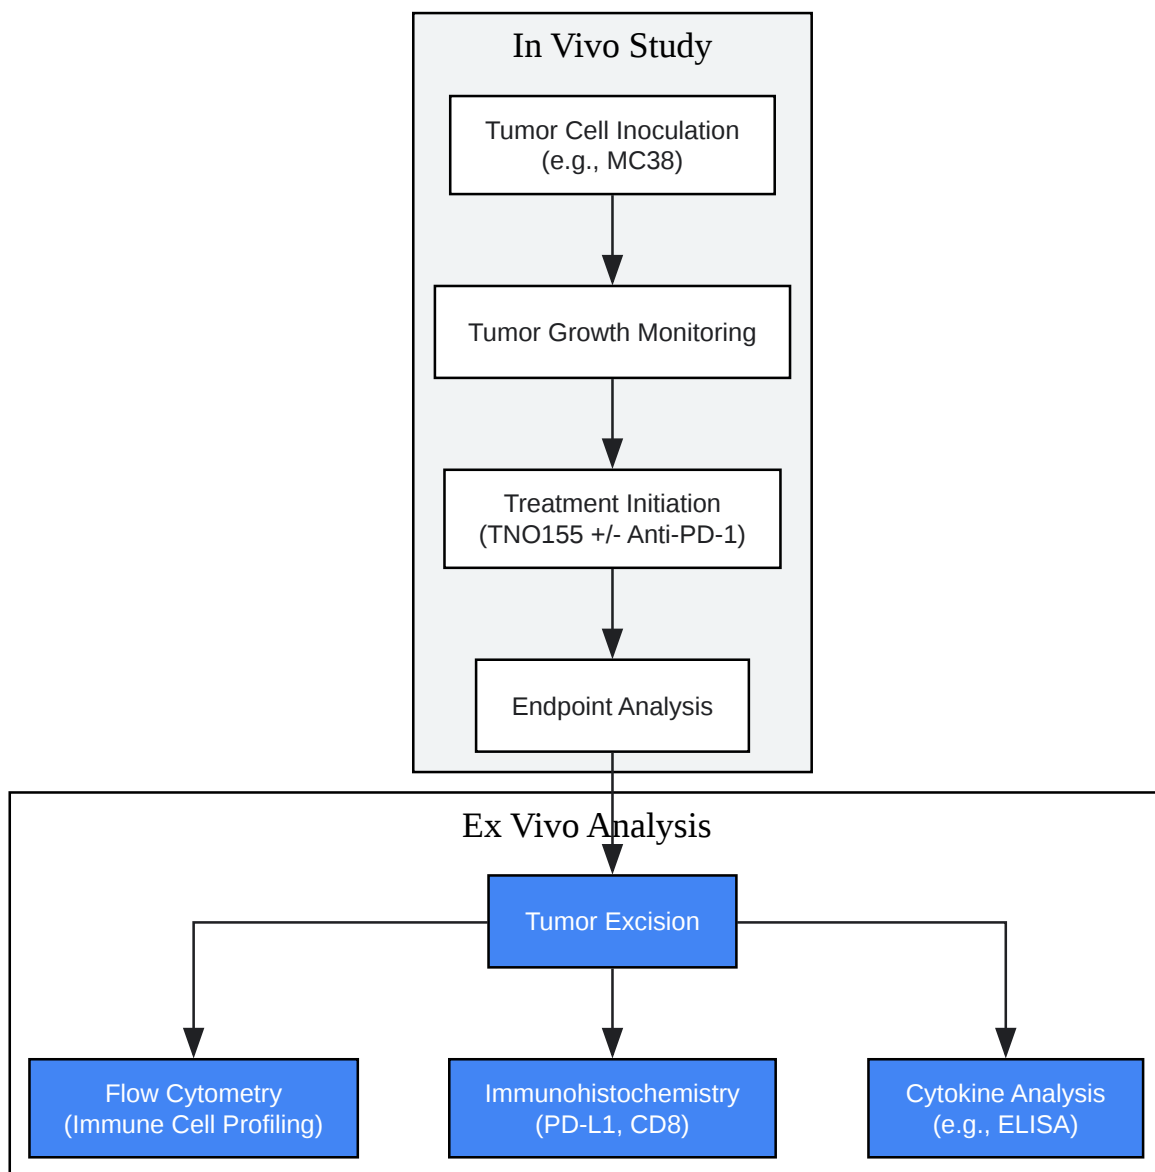 In Vivo Study
Tumor Cell Inoculation
(e.g., MC38)
Tumor Growth Monitoring
Treatment Initiation
(TNO155 +/- Anti-PD-1)
Endpoint Analysis
Ex Vivo Analysis
Tumor Excision
Flow Cytometry
(Immune Cell Profiling)
Immunohistochemistry
(PD-L1, CD8)
Cytokine Analysis
(e.g., ELISA)